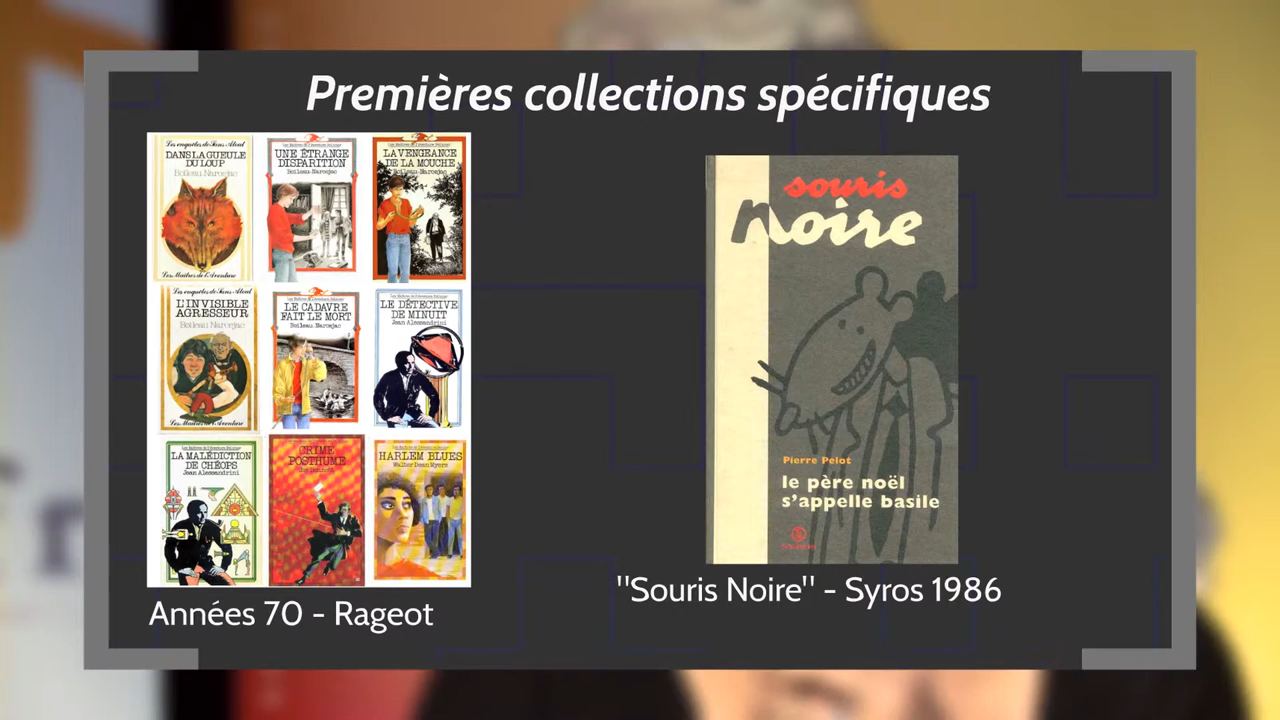 Premières collections spécifiques
Les enquêtes de Sans Atout
DANS LA GUEULE
DU LOUP
Boileau-Narcejac
Les Maîtres de l'Aventure
UNE ÉTRANGE
DISPARITION
Boileau-Narcejac
LA VENGEANCE
DE LA MOUCHE
Boileau-Narcejac
Les enquêtes de Sans Atout
L'INVISIBLE
AGRESSEUR
Boileau-Narcejac
Les Maîtres de l'Aventure
LE CADAVRE
FAIT LE MORT
Boileau-Narcejac
LE DÉTECTIVE
DE MINUIT
Jean Alessandrini
LA MALÉDICTION
DE CHÉOPS
Jean Alessandrini
CRIME
POSTHUME
HARLEM BLUES
Walter Dean Myers
Années 70 - Rageot
souris
noire
Pierre Pelot
le père noël
s'appelle basile
"Souris Noire" - Syros 1986